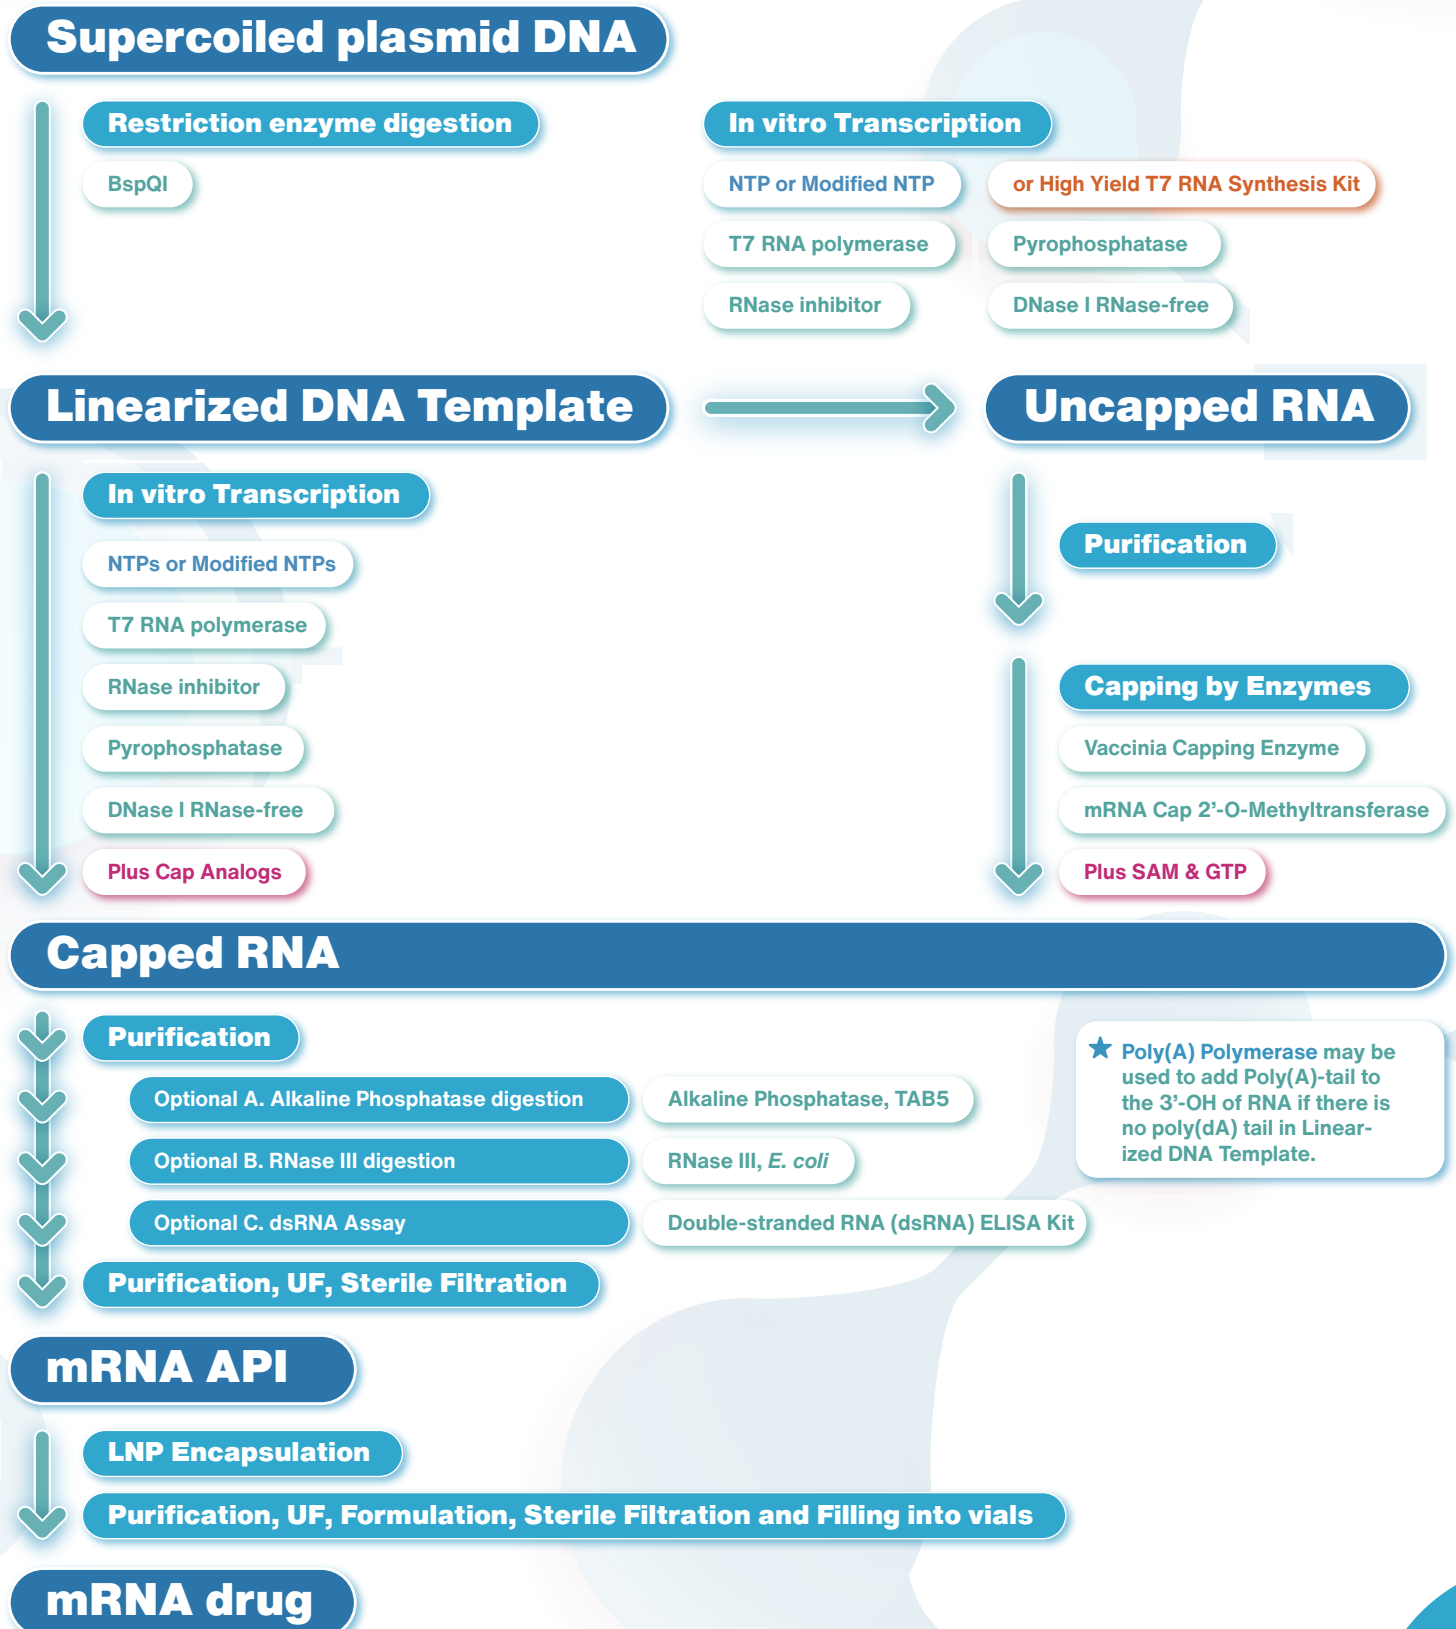 Supercoiled plasmid DNA
Restriction enzyme digestion
BspQI
In vitro Transcription
NTP or Modified NTP
or High Yield T7 RNA Synthesis Kit
T7 RNA polymerase
Pyrophosphatase
RNase inhibitor
DNase I RNase-free
Linearized DNA Template
Uncapped RNA
In vitro Transcription
NTPs or Modified NTPs
T7 RNA polymerase
RNase inhibitor
Pyrophosphatase
DNase I RNase-free
Plus Cap Analogs
Purification
Capping by Enzymes
Vaccinia Capping Enzyme
mRNA Cap 2’-O-Methyltransferase
Plus SAM & GTP
Capped RNA
Purification
Optional A. Alkaline Phosphatase digestion
Alkaline Phosphatase, TAB5
Optional B. RNase III digestion
RNase III, E. coli
Optional C. dsRNA Assay
Double-stranded RNA (dsRNA) ELISA Kit
Poly(A) Polymerase may be
used to add Poly(A)-tail to
the 3’-OH of RNA if there is
no poly(dA) tail in Linear-
ized DNA Template.
Purification, UF, Sterile Filtration
mRNA API
LNP Encapsulation
Purification, UF, Formulation, Sterile Filtration and Filling into vials
mRNA drug